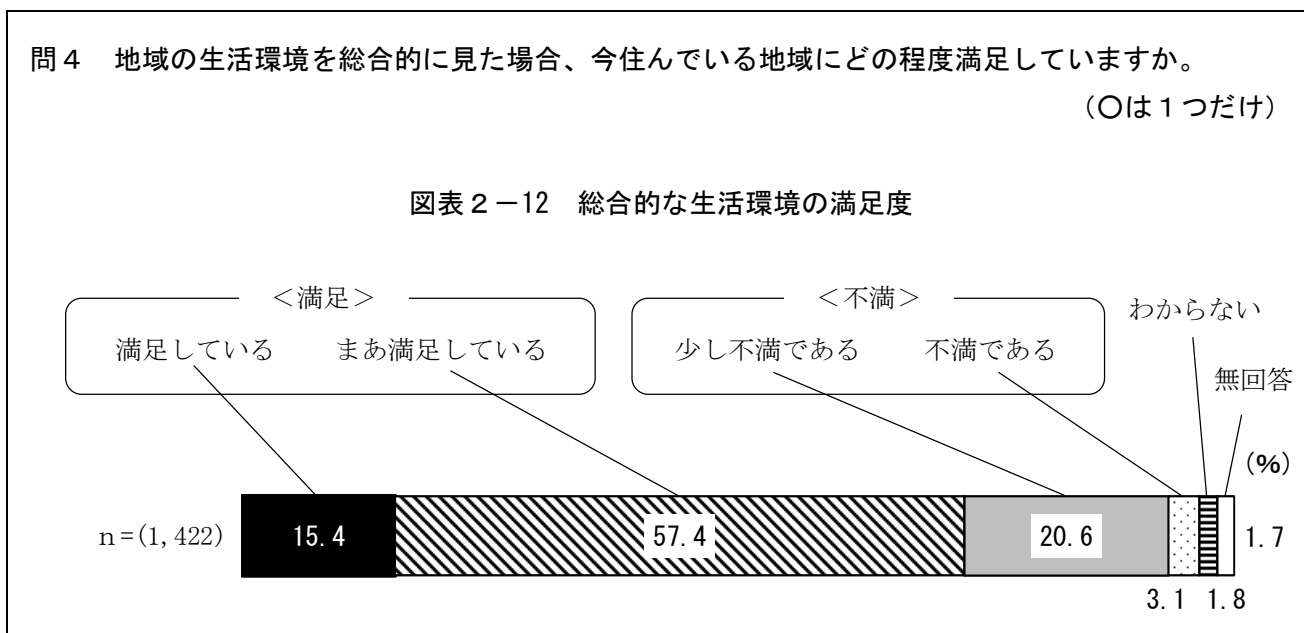 問4 地域の生活環境を総合的に見た場合、今住んでいる地域にどの程度満足していますか。
(〇は1つだけ)
図表2-12 総合的な生活環境の満足度
<満足> <不満> わからない
満足している まあ満足している 少し不満である 不満である
無回答
(%)
n=(1,422) 15.4 57.4 20.6 1.7
3.1 1.8